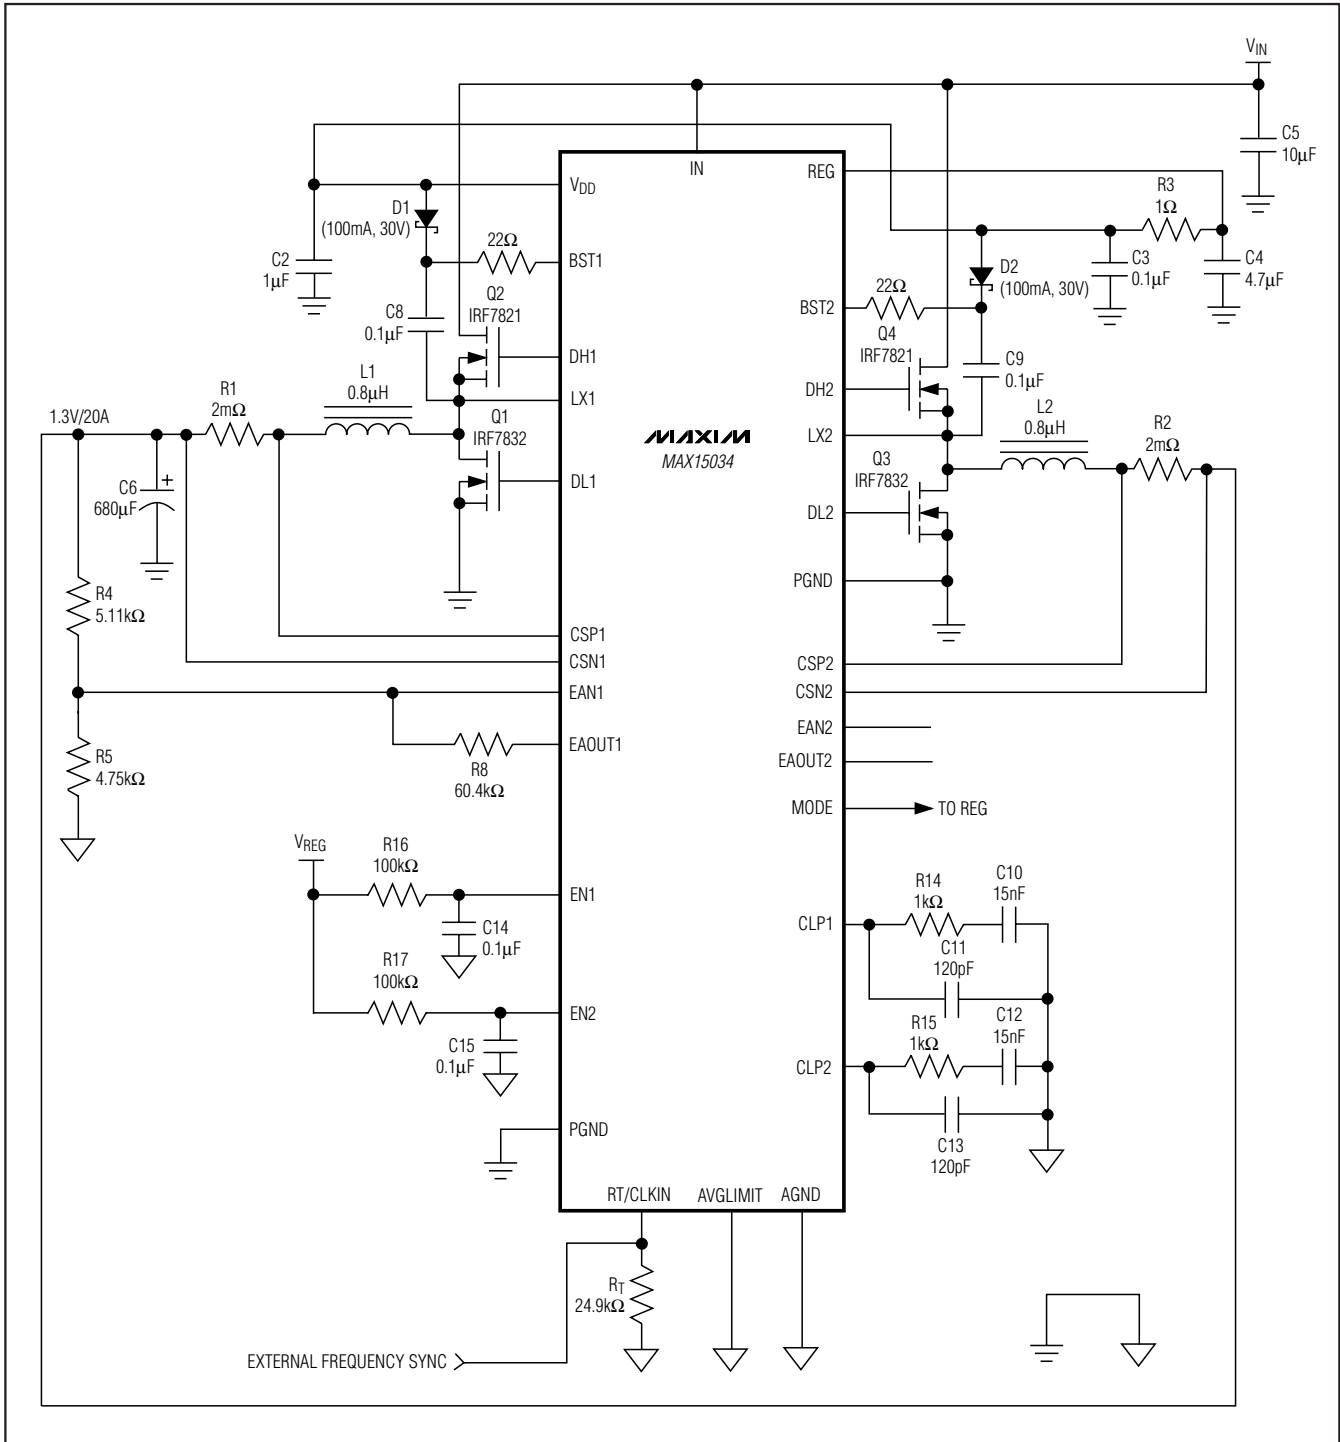 VIN
C5
10μF
IN
REG
R3
1Ω
VDD
D1
(100mA, 30V)
22Ω
BST1
C2
1μF
Q2
IRF7821
C8
0.1μF
DH1
LX1
L1
0.8μH
R1
2mΩ
1.3V/20A
Q1
IRF7832
DL1
C6
+
680μF
R4
5.11kΩ
CSP1
CSN1
EAN1
EAOUT1
R8
60.4kΩ
R5
4.75kΩ
VREG
R16
100kΩ
EN1
C14
0.1μF
R17
100kΩ
EN2
C15
0.1μF
PGND
MAXIM
MAX15034
C3
0.1μF
C4
4.7μF
D2
(100mA, 30V)
22Ω
BST2
Q4
IRF7821
C9
0.1μF
DH2
LX2
L2
0.8μH
R2
2mΩ
Q3
IRF7832
DL2
PGND
CSP2
CSN2
EAN2
EAOUT2
MODE
TO REG
R14
1kΩ
C10
15nF
CLP1
C11
120pF
R15
1kΩ
C12
15nF
CLP2
C13
120pF
RT/CLKIN
AVGLIMIT
AGND
RT
24.9kΩ
EXTERNAL FREQUENCY SYNC